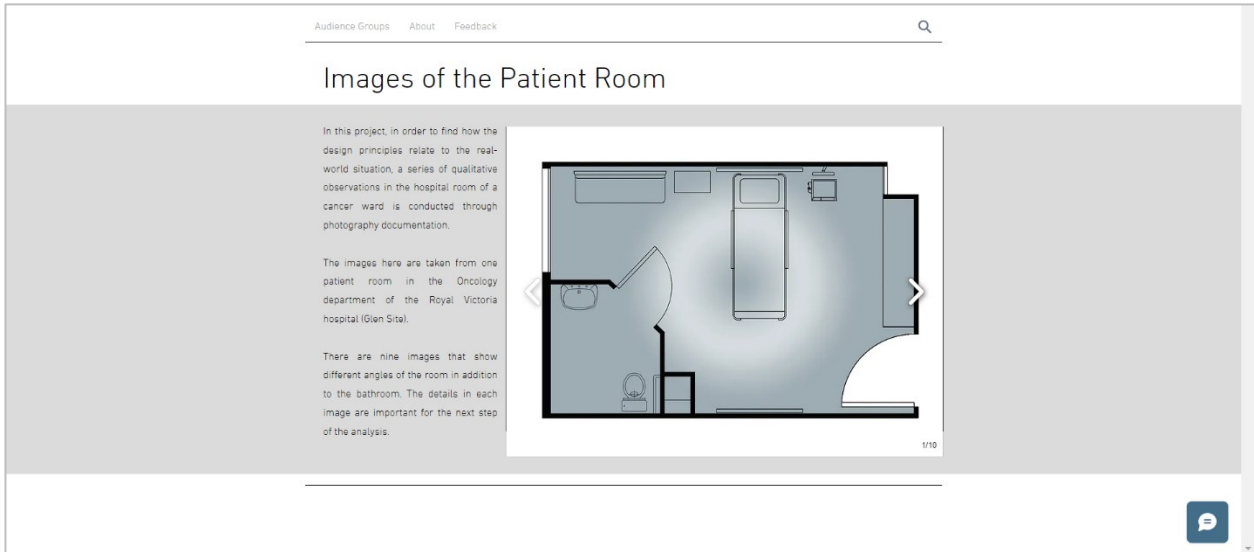 Audience Groups About Feedback
Images of the Patient Room
In this project, in order to find how the
design principles relate to the real-
world situation, a series of qualitative
observations in the hospital room of a
cancer ward is conducted through
photography documentation.
The images here are taken from one
patient room in the Oncology
department of the Royal Victoria
hospital (Glen Site).
There are nine images that show
different angles of the room in addition
to the bathroom. The details in each
image are important for the next step
of the analysis.
1/10